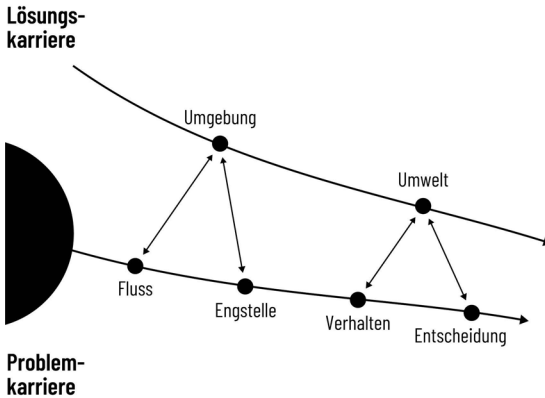 Lösungs-
karriere
Umgebung
Umwelt
Fluss
Engstelle
Verhalten
Entscheidung
Problem-
karriere